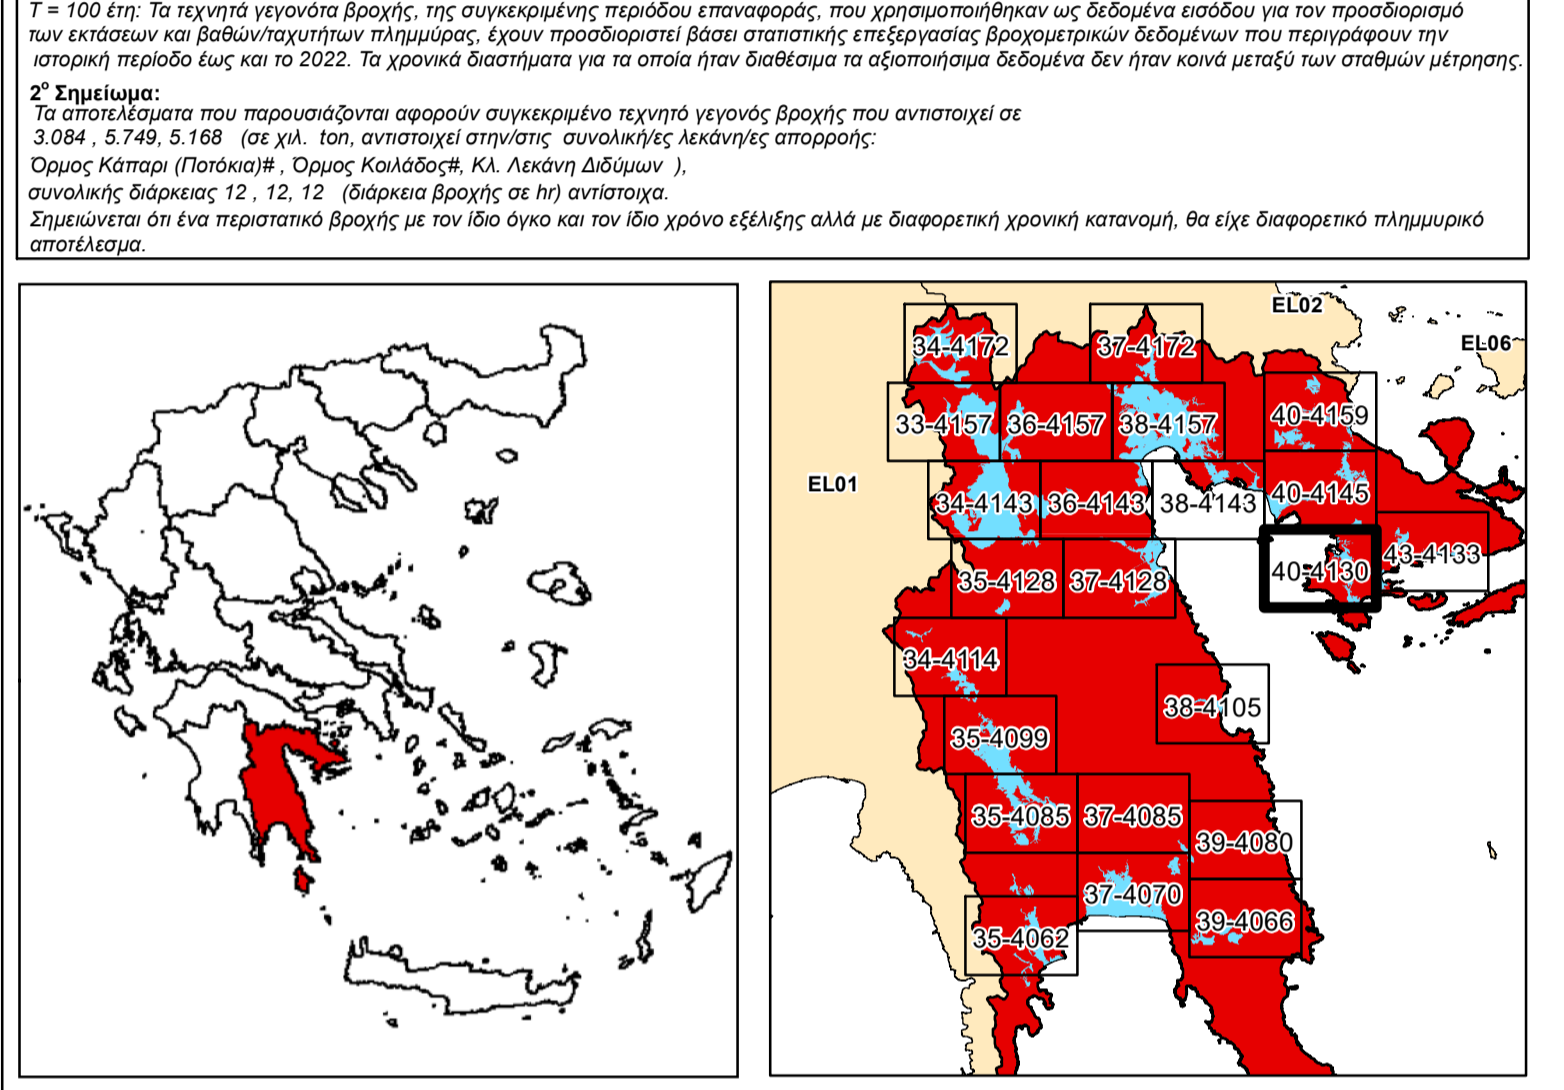 T = 100 έτη: Τα τεχνητά γεγονότα βροχής, της συγκεκριμένης περιόδου επαναφοράς, που χρησιμοποιήθηκαν ως δεδομένα εισόδου για τον προσδιορισμό
των εκτάσεων και βαθών/ταχυτήτων πλημμύρας, έχουν προσδιοριστεί βάσει στατιστικής επεξεργασίας βροχομετρικών δεδομένων που περιγράφουν την
ιστορική περίοδο έως και το 2022. Τα χρονικά διαστήματα για τα οποία ήταν διαθέσιμα τα αξιοποιήσιμα δεδομένα δεν ήταν κοινά μεταξύ των σταθμών μέτρησης.
2ο Σημείωμα:
Τα αποτελέσματα που παρουσιάζονται αφορούν συγκεκριμένο τεχνητό γεγονός βροχής που αντιστοιχεί σε
3.084 , 5.749, 5.168 (σε χιλ. ton, αντιστοιχεί στην/στις συνολική/ες λεκάνη/ες απορροής:
Όρμος Κάπαρι (Ποτόκια)# , Όρμος Κοιλάδος#, Κλ. Λεκάνη Διδύμων ),
συνολικής διάρκειας 12 , 12, 12 (διάρκεια βροχής σε hr) αντίστοιχα.
Σημειώνεται ότι ένα περιστατικό βροχής με τον ίδιο όγκο και τον ίδιο χρόνο εξέλιξης αλλά με διαφορετική χρονική κατανομή, θα είχε διαφορετικό πλημμυρικό
αποτέλεσμα.
EL02
EL06
34-4172 37-4172
40-4159
33-4157 36-4157 38-4157
EL01
40-4145
34-4143 36-4143 38-4143
43-4133
40-4130
35-4128 37-4128
34-4114
38-4105
35-4099
35-4085 37-4085
39-4080
37-4070
39-4066
35-4062